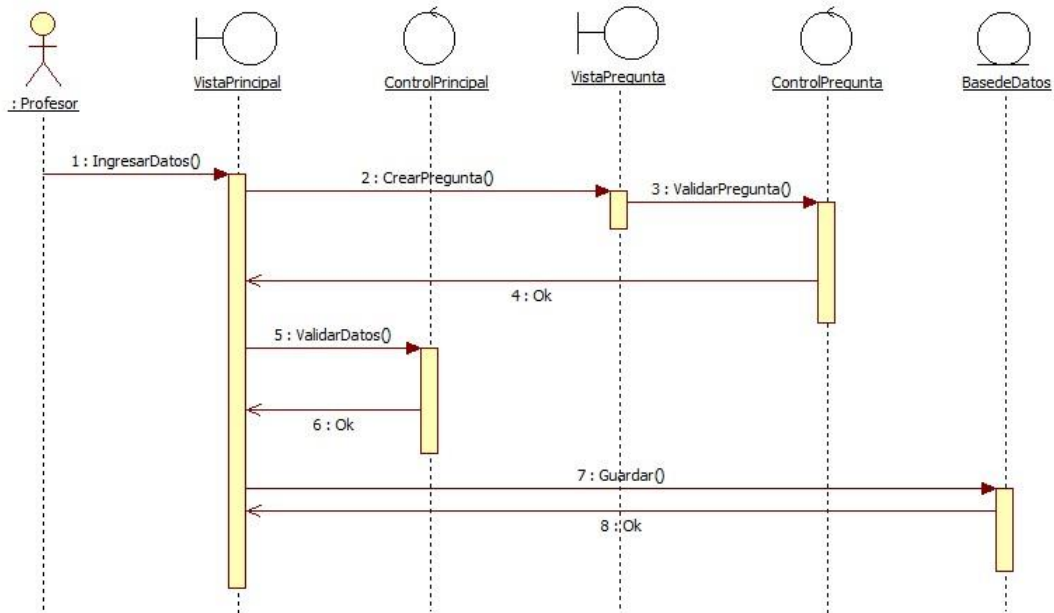 : Profesor
VistaPrincipal
ControlPrincipal
VistaPregunta
ControlPregunta
BasedeDatos
1 : IngresarDatos()
2 : CrearPregunta()
3 : ValidarPregunta()
4 : Ok
5 : ValidarDatos()
6 : Ok
7 : Guardar()
8 : Ok